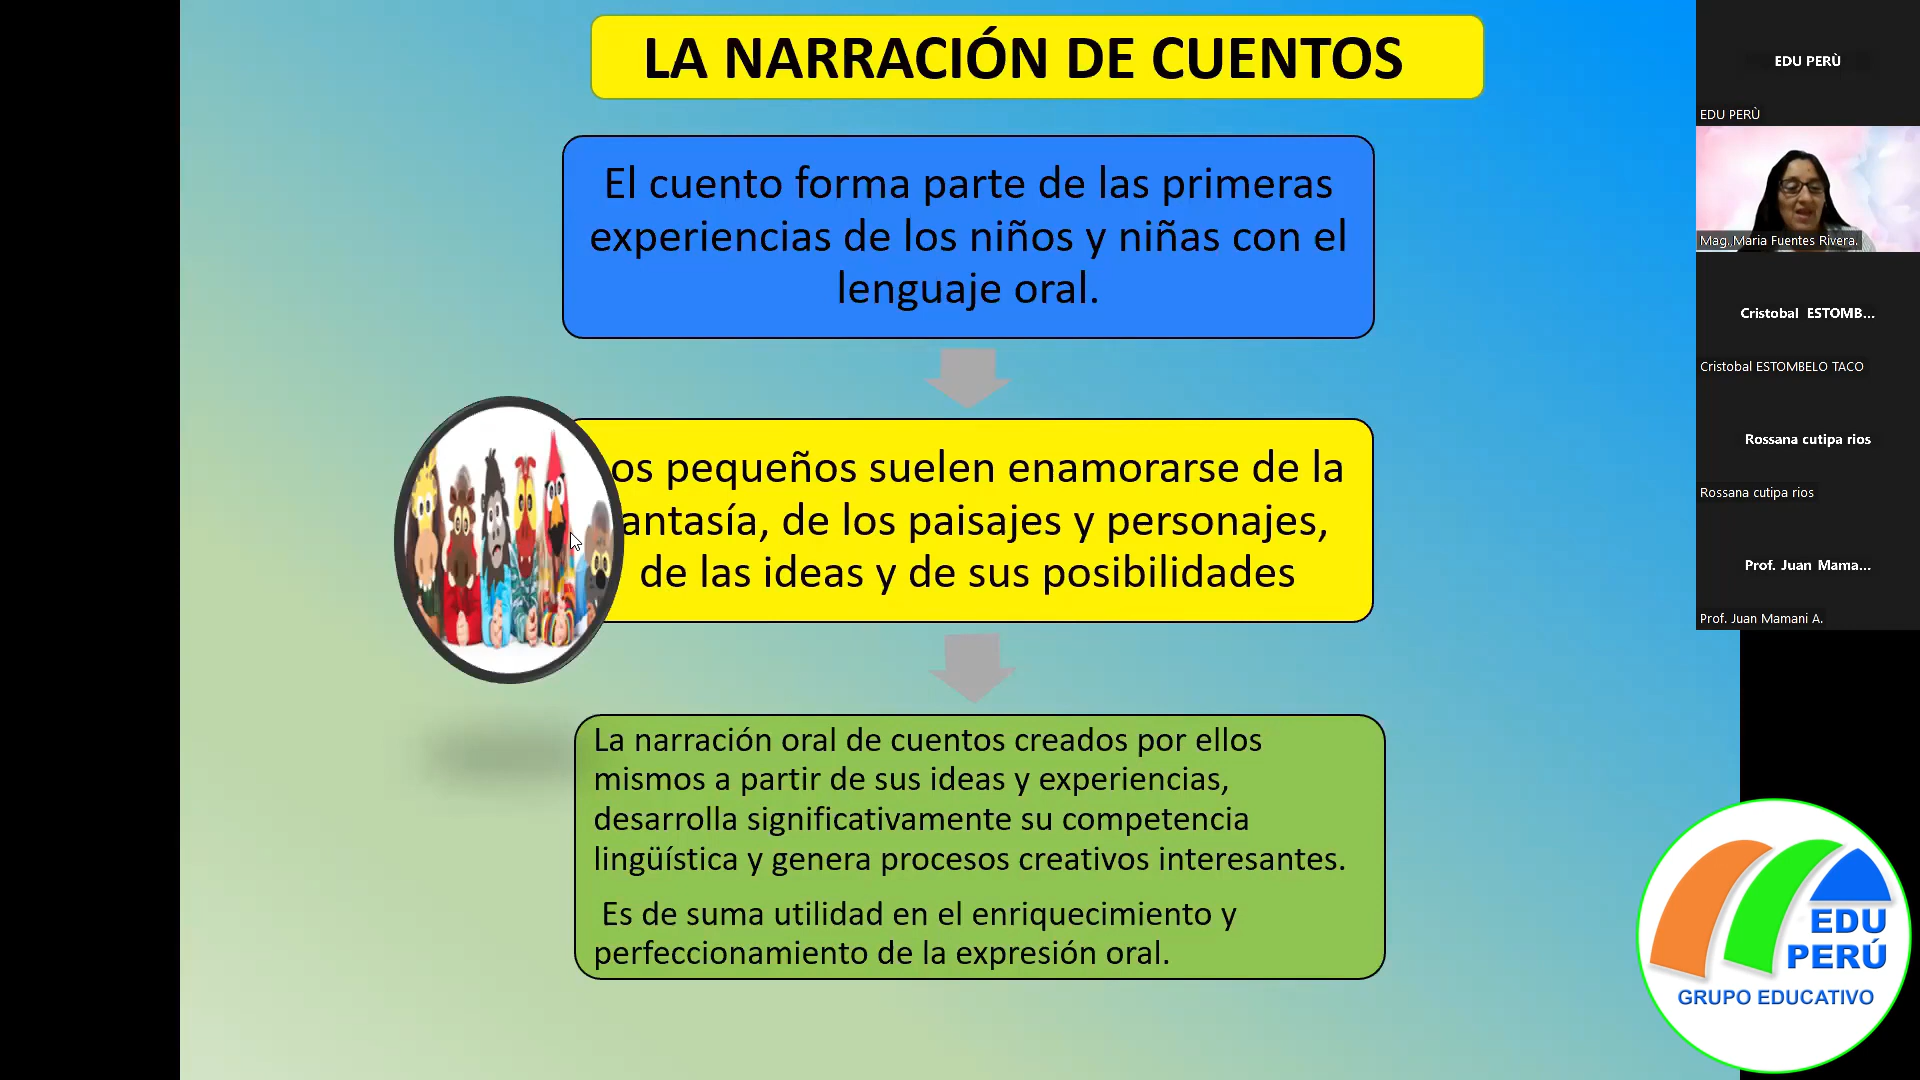 LA NARRACIÓN DE CUENTOS
El cuento forma parte de las primeras
experiencias de los niños y niñas con el
lenguaje oral.
os pequeños suelen enamorarse de la
antasía, de los paisajes y personajes,
de las ideas y de sus posibilidades
La narración oral de cuentos creados por ellos
mismos a partir de sus ideas y experiencias,
desarrolla significativamente su competencia
lingüística y genera procesos creativos interesantes.
Es de suma utilidad en el enriquecimiento y
perfeccionamiento de la expresión oral.
EDU PERÙ
EDU PERÙ
Mag. Maria Fuentes Rivera.
Cristobal ESTOMB...
Cristobal ESTOMBELO TACO
Rossana cutipa rios
Rossana cutipa rios
Prof. Juan Mama...
Prof. Juan Mamani A.
EDU
PERÚ
GRUPO EDUCATIVO